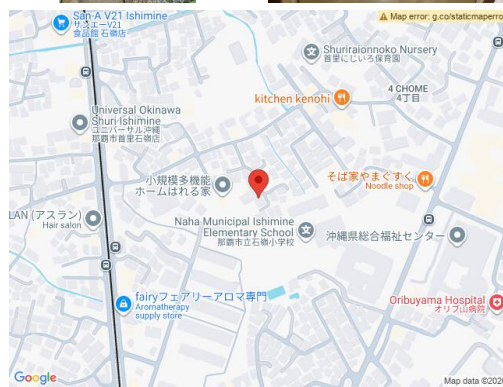 San-A V21 Ishimine
サンエーV21
食品館 石嶺店
Map error: g.co/staticmaperro
Shuriraionnoko Nursery
首里にじいろ保育園
kitchen kenohi
4 CHOME
4丁目
Universal Okinawa
Shuri Ishimine
ユニバーサル沖縄
那覇市首里石嶺店
小規模多機能
ホームはれる家
そば家やまぐすく
Noodle shop
LAN (アスラン)
Hair salon
Naha Municipal Ishimine
Elementary School
那覇市立石嶺小学校
沖縄県総合福祉センター
fairyフェアリーアロマ専門
Aromatherapy
supply store
Oribuyama Hospital
オリブ山病院
Google
Map data ©202